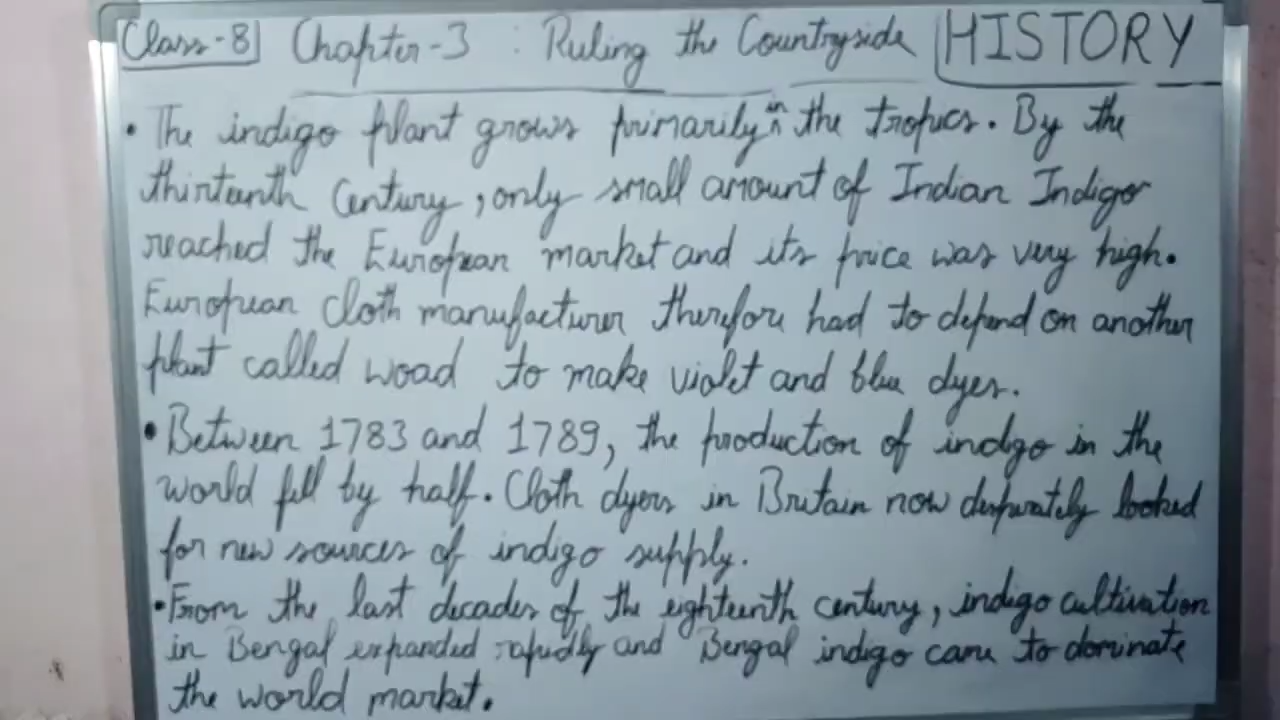 Class-8 Chapter-3 : Ruling the Countryside HISTORY
• The indigo plant grows primarily in the tropics. By the
thirteenth Century, only small amount of Indian Indigo
reached the European market and its price was very high.
European Cloth manufacturer therefore had to depend on another
plant called woad to make violet and blue dyes.
• Between 1783 and 1789, the production of indigo in the
world fell by half. Cloth dyers in Britain now desperately looked
for new sources of indigo supply.
• From the last decades of the eighteenth century, indigo cultivation
in Bengal expanded rapidly and Bengal indigo came to dominate
the world market.